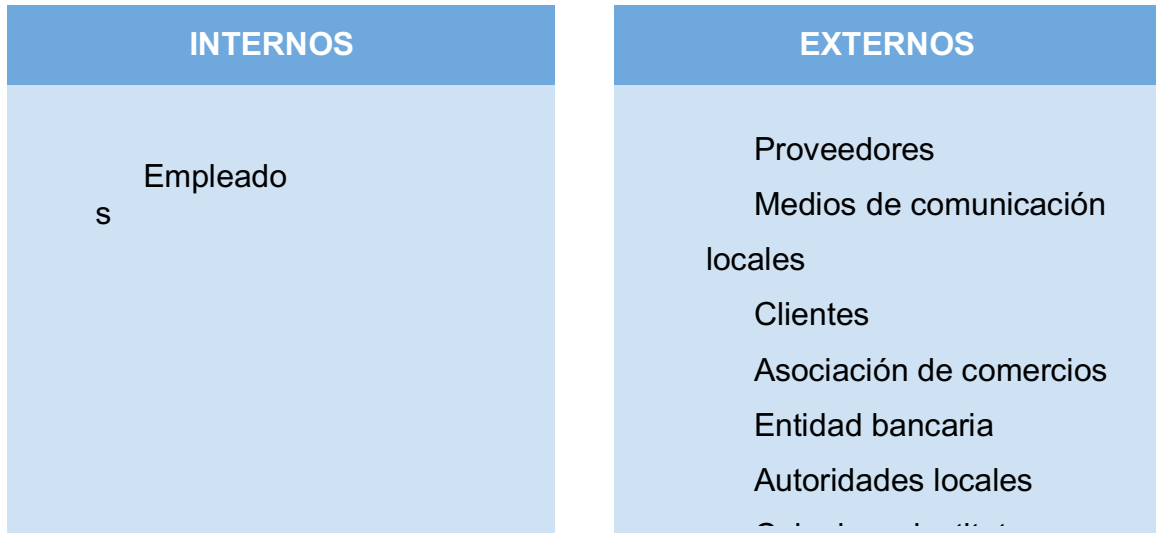 INTERNOS
Empleado
s
EXTERNOS
Proveedores
Medios de comunicación
locales
Clientes
Asociación de comercios
Entidad bancaria
Autoridades locales